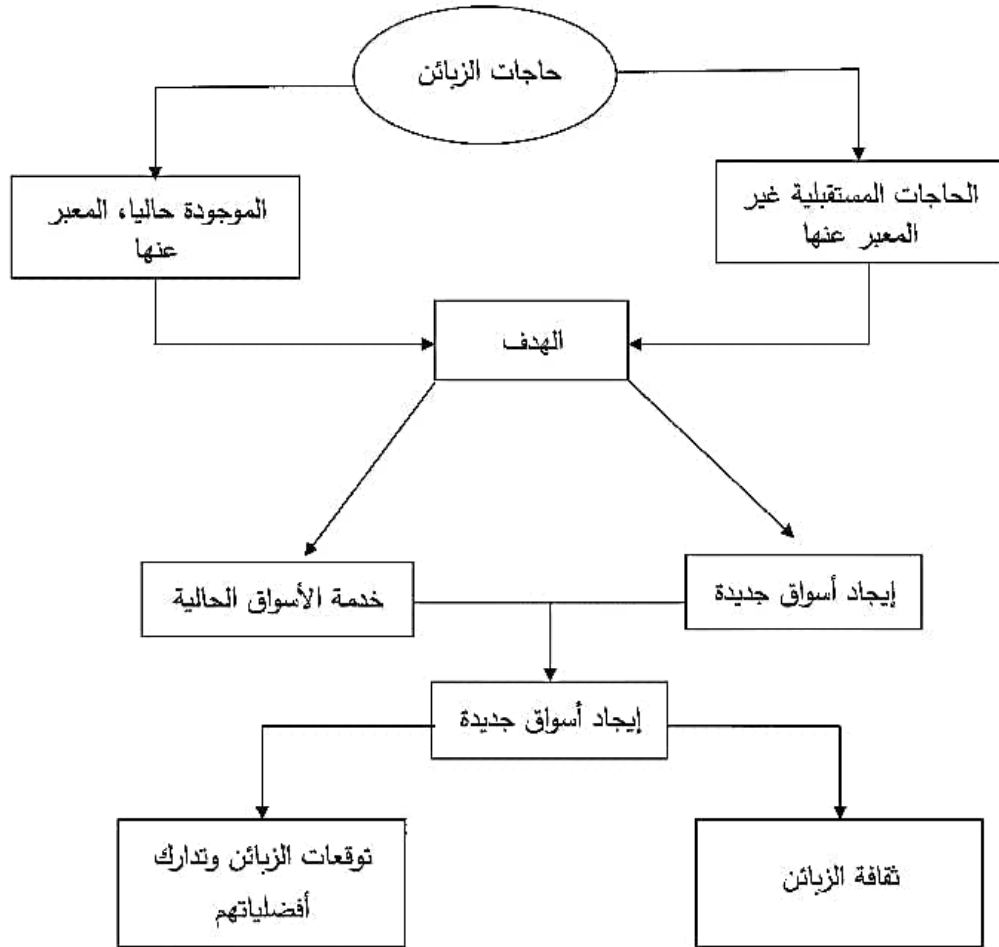 حاجات الزبائن
الحاجات المستقبلية غير
المعبر عنها
الموجودة حاليا، المعبر
عنها
الهدف
إيجاد أسواق جديدة
خدمة الأسواق الحالية
إيجاد أسواق جديدة
ثقافة الزبائن
توقعات الزبائن وتدارك
أفضلياتهم